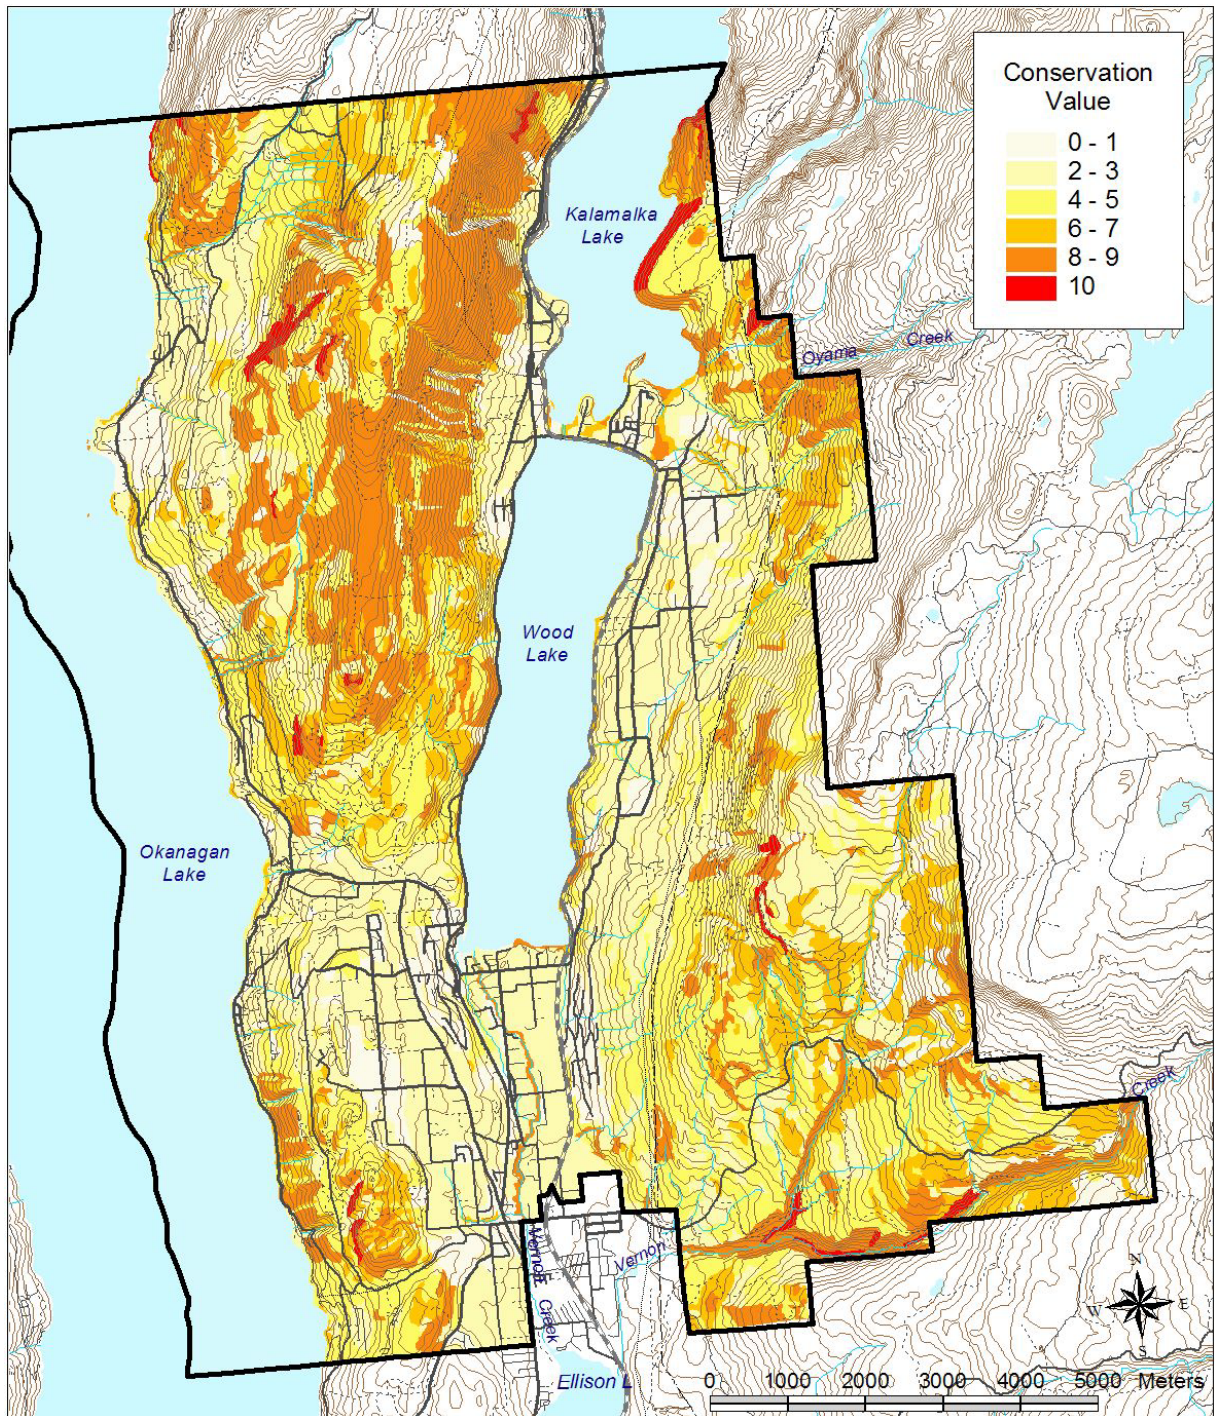 Conservation
Value
0 - 1
2 - 3
4 - 5
6 - 7
8 - 9
10
Kalamalka
Lake
Oyama Creek
Wood
Lake
Okanagan
Lake
Creek
Vernon
Vernon
Creek
Ellison L
N
W E
S
0 1000 2000 3000 4000 5000 Meters